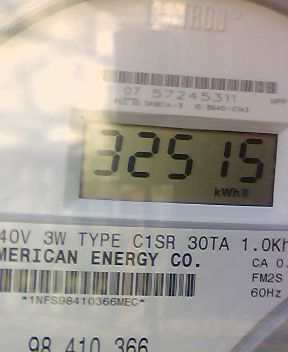 CENTRON®
07 57245311
32515
kWh
40V 3W TYPE C1SR 30TA 1.0Kh
MERICAN ENERGY CO.
CA 0.
FM2S
*1NFS98410366MEC*
60Hz
98 410 366